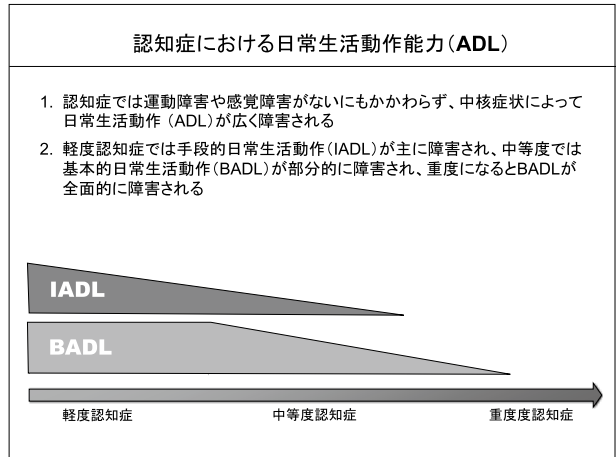 認知症における日常生活動作能力（ADL）
1. 認知症では運動障害や感覚障害がないにもかかわらず、中核症状によって
日常生活動作 （ADL）が広く障害される
2. 軽度認知症では手段的日常生活動作（IADL）が主に障害され、中等度では
基本的日常生活動作（BADL）が部分的に障害され、重度になるとBADLが
全面的に障害される
IADL
BADL
軽度認知症
中等度認知症
重度度認知症